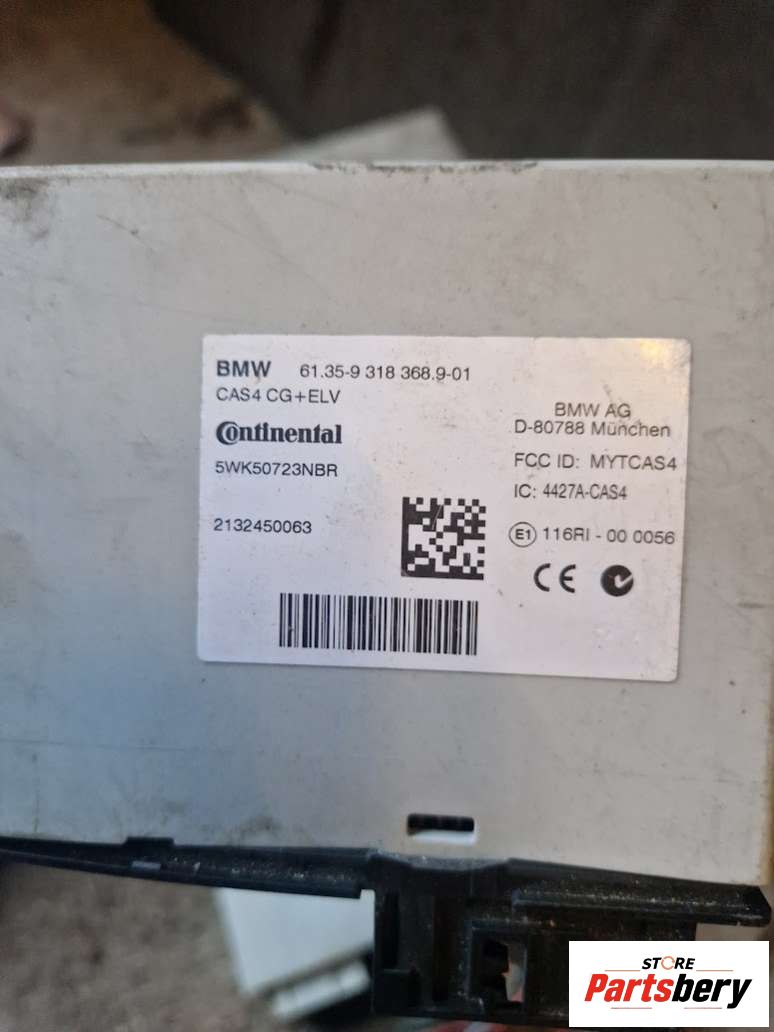 BMW 61.35-9 318 368.9-01
CAS4 CG+ELV
Continental
5WK50723NBR
2132450063
BMW AG
D-80788 München
FCC ID: MYTCAS4
IC: 4427A-CAS4
E1 116RI - 00 0056
CE
STORE
Partsbery